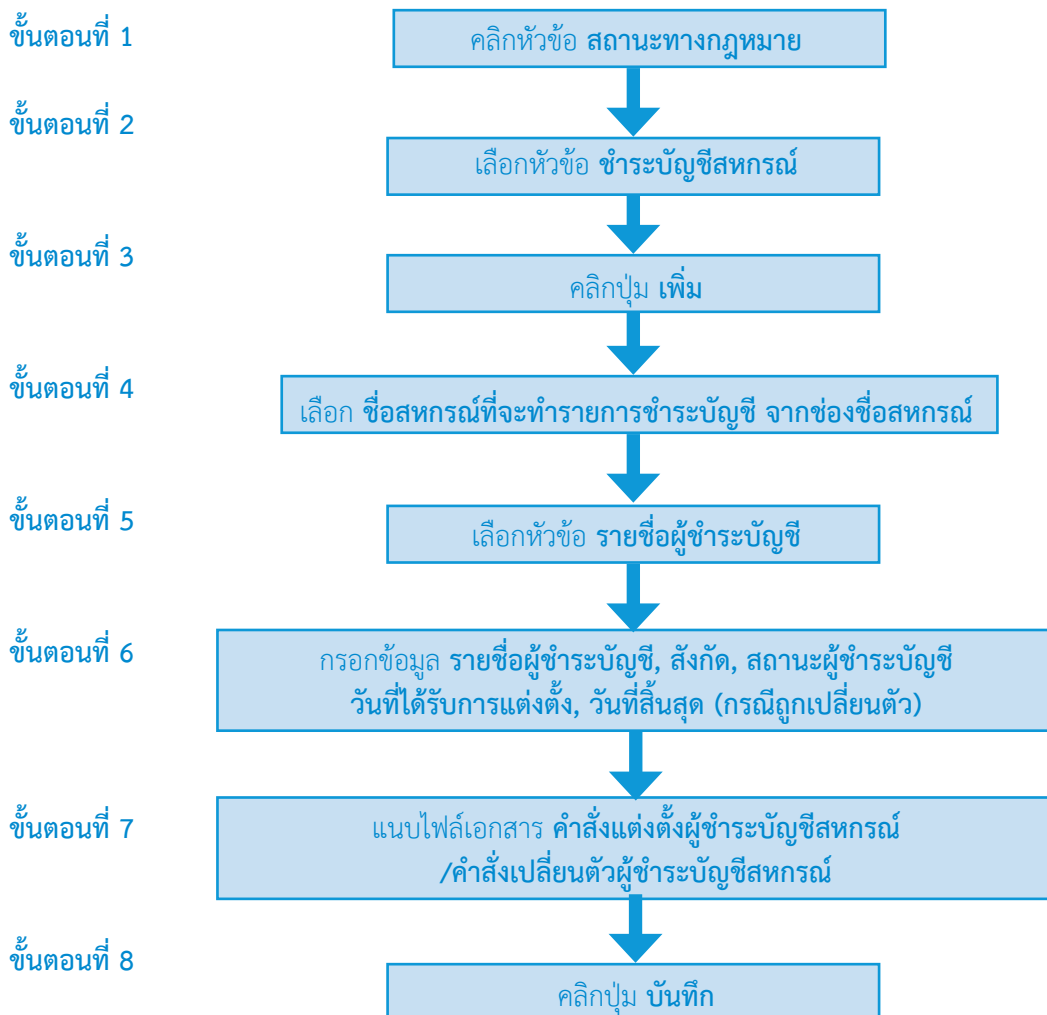 ขั้นตอนที่ 1
คลิกหัวข้อ สถานะทางกฎหมาย
ขั้นตอนที่ 2
เลือกหัวข้อ ชำระบัญชีสหกรณ์
ขั้นตอนที่ 3
คลิกปุ่ม เพิ่ม
ขั้นตอนที่ 4
เลือก ชื่อสหกรณ์ที่จะทำรายการชำระบัญชี จากช่องชื่อสหกรณ์
ขั้นตอนที่ 5
เลือกหัวข้อ รายชื่อผู้ชำระบัญชี
ขั้นตอนที่ 6
กรอกข้อมูล รายชื่อผู้ชำระบัญชี, สังกัด, สถานะผู้ชำระบัญชี
วันที่ได้รับการแต่งตั้ง, วันที่สิ้นสุด (กรณีถูกเปลี่ยนตัว)
ขั้นตอนที่ 7
แนบไฟล์เอกสาร คำสั่งแต่งตั้งผู้ชำระบัญชีสหกรณ์
/คำสั่งเปลี่ยนตัวผู้ชำระบัญชีสหกรณ์
ขั้นตอนที่ 8
คลิกปุ่ม บันทึก